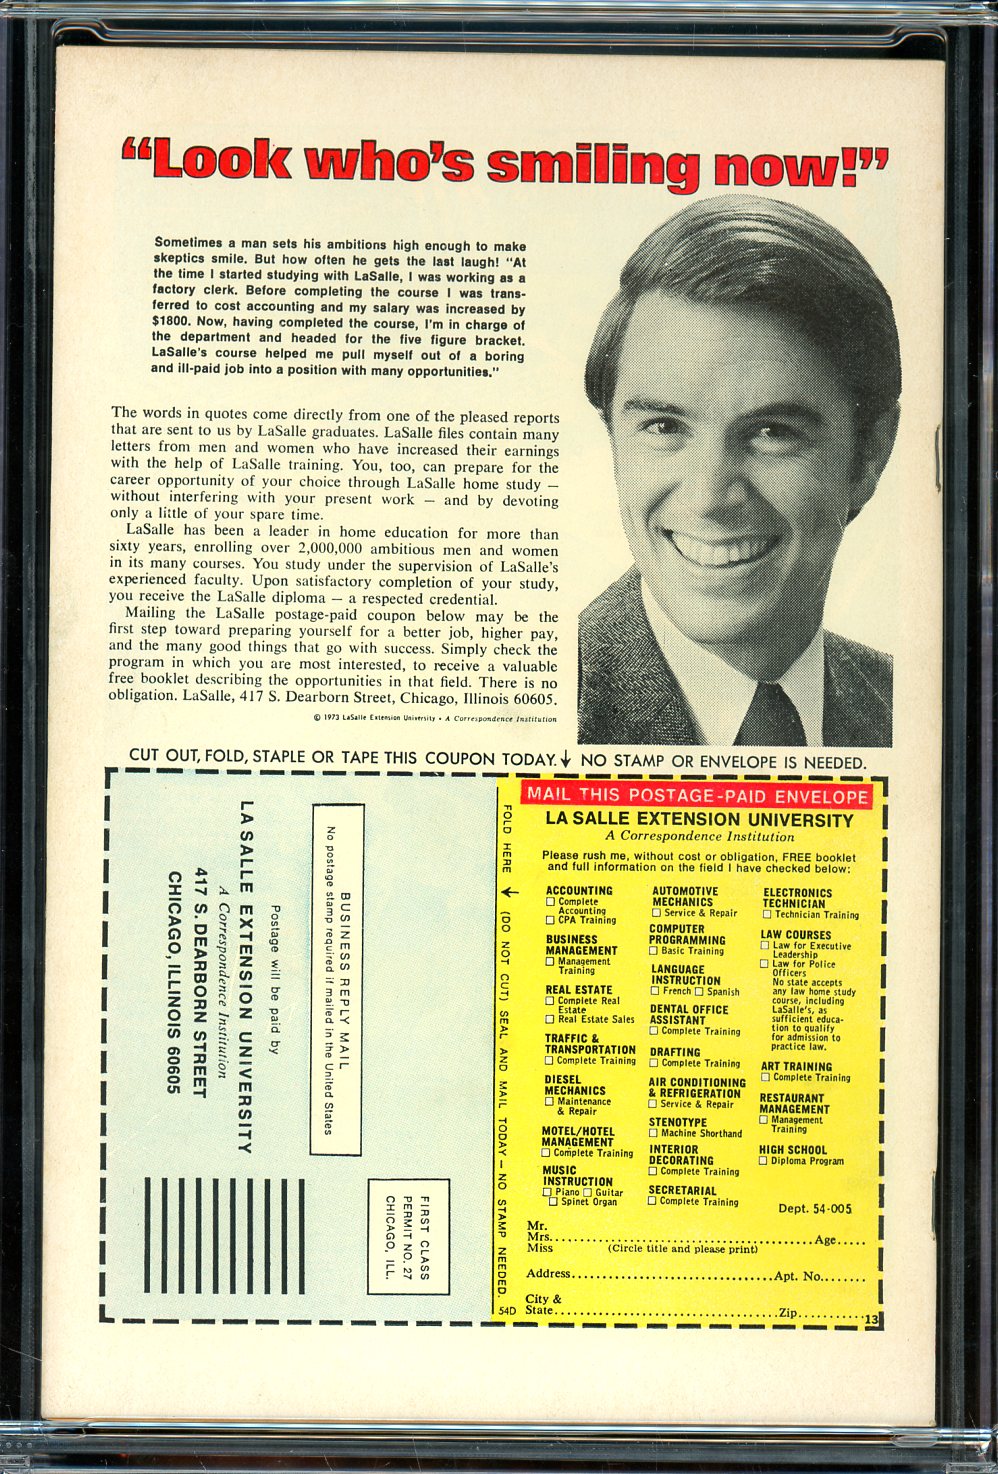 “Look who’s smiling now!”
Sometimes a man sets his ambitions high enough to make
skeptics smile. But how often he gets the last laugh! “At
the time I started studying with LaSalle, I was working as a
factory clerk. Before completing the course I was trans-
ferred to cost accounting and my salary was increased by
$1800. Now, having completed the course, I’m in charge of
the department and headed for the five figure bracket.
LaSalle’s course helped me pull myself out of a boring
and ill-paid job into a position with many opportunities.”
The words in quotes come directly from one of the pleased reports
that are sent to us by LaSalle graduates. LaSalle files contain many
letters from men and women who have increased their earnings
with the help of LaSalle training. You, too, can prepare for the
career opportunity of your choice through LaSalle home study —
without interfering with your present work — and by devoting
only a little of your spare time.
LaSalle has been a leader in home education for more than
sixty years, enrolling over 2,000,000 ambitious men and women
in its many courses. You study under the supervision of LaSalle’s
experienced faculty. Upon satisfactory completion of your study,
you receive the LaSalle diploma — a respected credential.
Mailing the LaSalle postage-paid coupon below may be the
first step toward preparing yourself for a better job, higher pay,
and the many good things that go with success. Simply check the
program in which you are most interested, to receive a valuable
free booklet describing the opportunities in that field. There is no
obligation. LaSalle, 417 S. Dearborn Street, Chicago, Illinois 60605.
© 1973 LaSalle Extension University • A Correspondence Institution
CUT OUT, FOLD, STAPLE OR TAPE THIS COUPON TODAY. ↓ NO STAMP OR ENVELOPE IS NEEDED.
BUSINESS REPLY MAIL
No postage stamp required if mailed in the United States
Postage will be paid by
LA SALLE EXTENSION UNIVERSITY
A Correspondence Institution
417 S. DEARBORN STREET
CHICAGO, ILLINOIS 60605
FIRST CLASS
PERMIT NO. 27
CHICAGO, ILL.
FOLD HERE ↓ (DO NOT CUT) SEAL AND MAIL TODAY — NO STAMP NEEDED.
54D
MAIL THIS POSTAGE-PAID ENVELOPE
LA SALLE EXTENSION UNIVERSITY
A Correspondence Institution
Please rush me, without cost or obligation, FREE booklet
and full information on the field I have checked below:
ACCOUNTING
☐ Complete
Accounting
☐ CPA Training
BUSINESS
MANAGEMENT
☐ Management
Training
REAL ESTATE
☐ Complete Real
Estate
☐ Real Estate Sales
TRAFFIC &
TRANSPORTATION
☐ Complete Training
DIESEL
MECHANICS
☐ Maintenance
& Repair
MOTEL/HOTEL
MANAGEMENT
☐ Complete Training
MUSIC
INSTRUCTION
☐ Piano ☐ Guitar
☐ Spinet Organ
AUTOMOTIVE
MECHANICS
☐ Service & Repair
COMPUTER
PROGRAMMING
☐ Basic Training
LANGUAGE
INSTRUCTION
☐ French ☐ Spanish
DENTAL OFFICE
ASSISTANT
☐ Complete Training
DRAFTING
☐ Complete Training
AIR CONDITIONING
& REFRIGERATION
☐ Service & Repair
STENOTYPE
☐ Machine Shorthand
INTERIOR
DECORATING
☐ Complete Training
SECRETARIAL
☐ Complete Training
ELECTRONICS
TECHNICIAN
☐ Technician Training
LAW COURSES
☐ Law for Executive
Leadership
☐ Law for Police
Officers
No state accepts
any law home study
course, including
LaSalle’s, as
sufficient educa-
tion to qualify
for admission to
practice law.
ART TRAINING
☐ Complete Training
RESTAURANT
MANAGEMENT
☐ Management
Training
HIGH SCHOOL
☐ Diploma Program
Dept. 54-005
Mr.
Mrs. Age
Miss (Circle title and please print)
Address Apt. No.
City &
State Zip
13